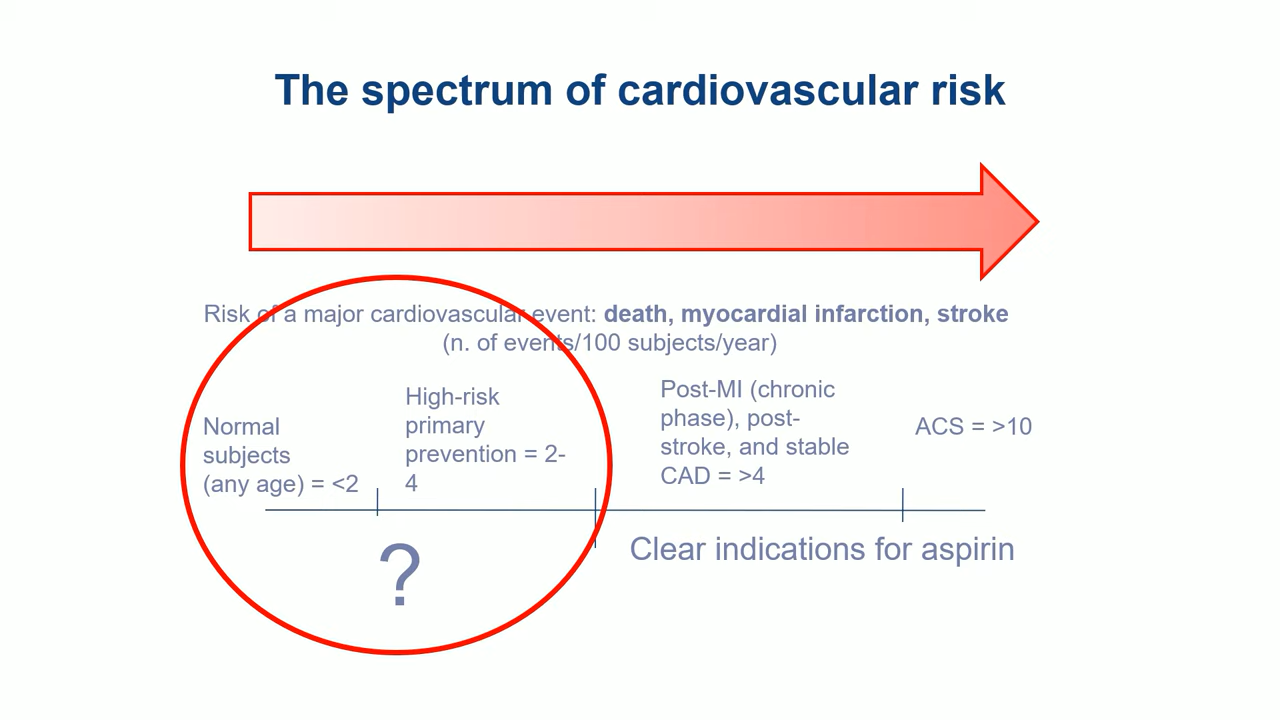 The spectrum of cardiovascular risk
Risk of a major cardiovascular event: death, myocardial infarction, stroke
(n. of events/100 subjects/year)
Normal
subjects
(any age) = <2
High-risk
primary
prevention = 2-
4
Post-MI (chronic
phase), post-
stroke, and stable
CAD = >4
ACS = >10
?
Clear indications for aspirin